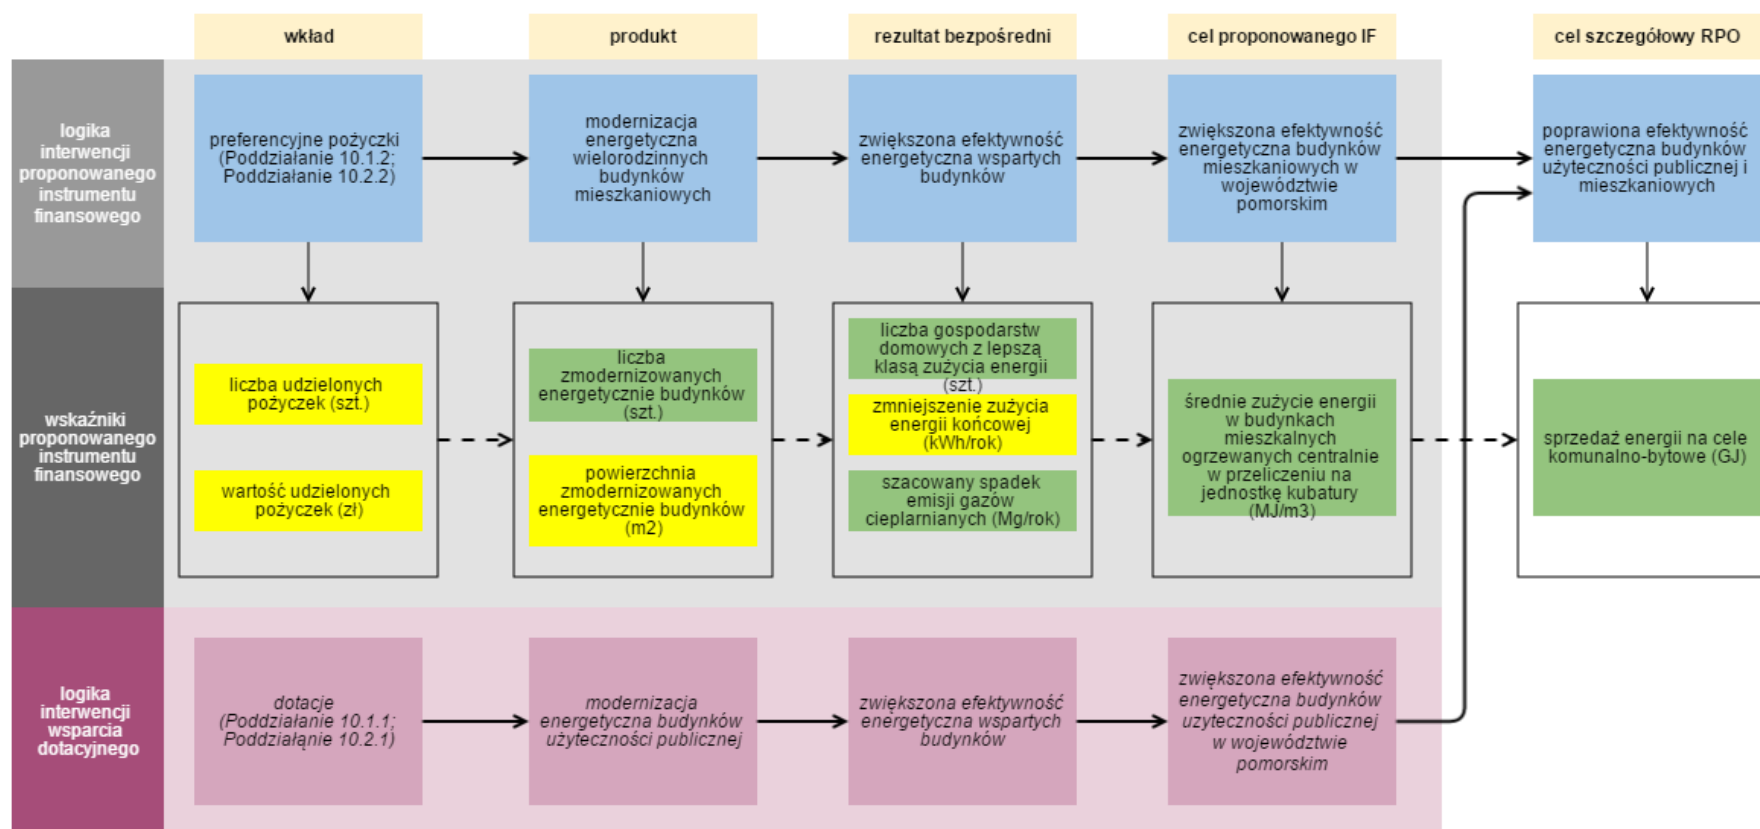 wkład
produkt
rezultat bezpośredni
cel proponowanego IF
cel szczegółowy RPO
logika
interwencji
proponowanego
instrumentu
finansowego
preferencyjne pożyczki
(Poddziałanie 10.1.2;
Poddziałanie 10.2.2)
modernizacja
energetyczna
wielorodzinnych
budynków
mieszkaniowych
zwiększona efektywność
energetyczna wspartych
budynków
zwiększona efektywność
energetyczna budynków
mieszkaniowych w
województwie
pomorskim
poprawiona efektywność
energetyczna budynków
użyteczności publicznej i
mieszkaniowych
wskaźniki
proponowanego
instrumentu
finansowego
liczba udzielonych
pożyczek (szt.)
wartość udzielonych
pożyczek (zł)
liczba
zmodernizowanych
energetycznie budynków
(szt.)
powierzchnia
zmodernizowanych
energetycznie budynków
(m2)
liczba gospodarstw
domowych z lepszą
klasą zużycia energii
(szt.)
zmniejszenie zużycia
energii końcowej
(kWh/rok)
szacowany spadek
emisji gazów
cieplarnianych (Mg/rok)
średnie zużycie energii
w budynkach
mieszkalnych
ogrzewanych centralnie
w przeliczeniu na
jednostkę kubatury
(MJ/m3)
sprzedaż energii na cele
komunalno-bytowe (GJ)
logika
interwencji
wsparcia
dotacyjnego
dotacje
(Poddziałanie 10.1.1;
Poddziałąnie 10.2.1)
modernizacja
energetyczna budynków
użyteczności publicznej
zwiększona efektywność
energetyczna wspartych
budynków
zwiększona efektywność
energetyczna budynków
uzyteczności publicznej
w województwie
pomorskim